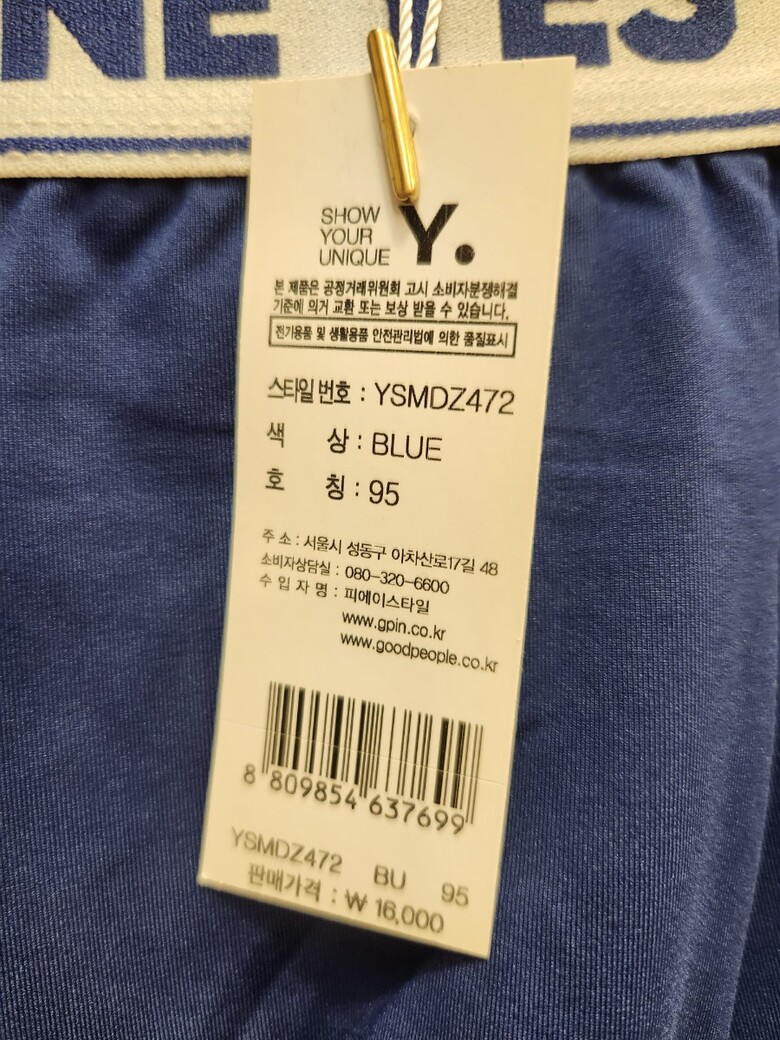 NE YES
SHOW
YOUR
UNIQUE
Y.
본 제품은 공정거래위원회 고시 소비자분쟁해결
기준에 의거 교환 또는 보상 받을 수 있습니다.
전기용품 및 생활용품 안전관리법에 의한 품질표시
스타일 번호 : YSMDZ472
색 상 : BLUE
호 칭 : 95
주 소 : 서울시 성동구 아차산로17길 48
소비자상담실 : 080-320-6600
수 입 자 명 : 피에이스타일
www.gpin.co.kr
www.goodpeople.co.kr
8 809854 637699
YSMDZ472 BU 95
판매가격 : ₩ 16,000